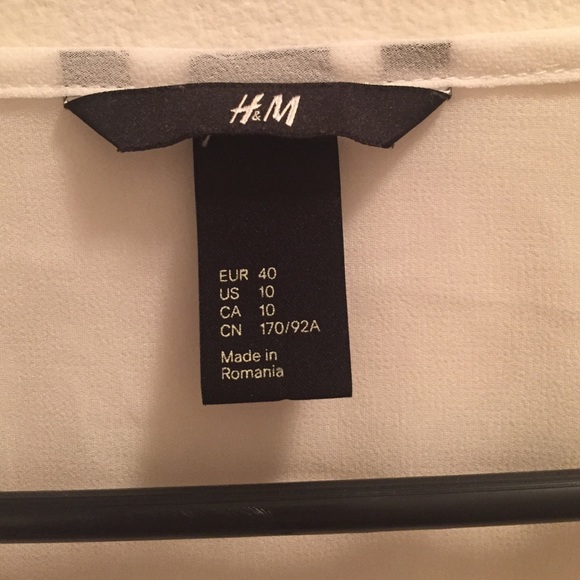 H&M
EUR 40
US 10
CA 10
CN 170/92A
Made in
Romania